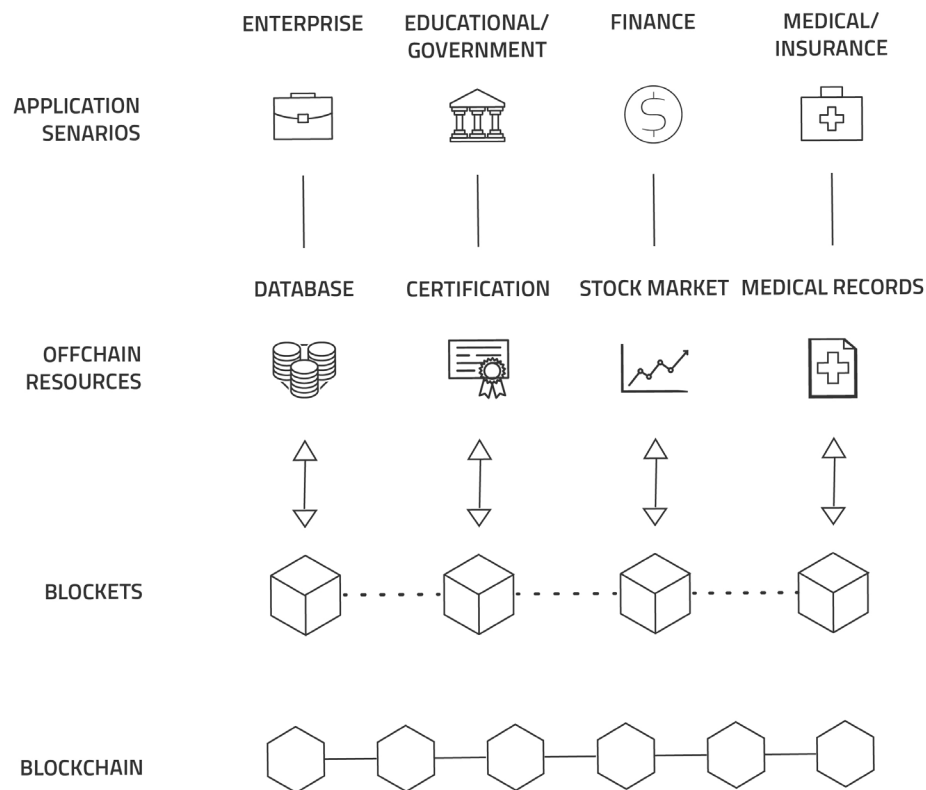 ENTERPRISE
EDUCATIONAL/
GOVERNMENT
FINANCE
MEDICAL/
INSURANCE
APPLICATION
SENARIOS
DATABASE
CERTIFICATION
STOCK MARKET
MEDICAL RECORDS
OFFCHAIN
RESOURCES
BLOCKETS
BLOCKCHAIN